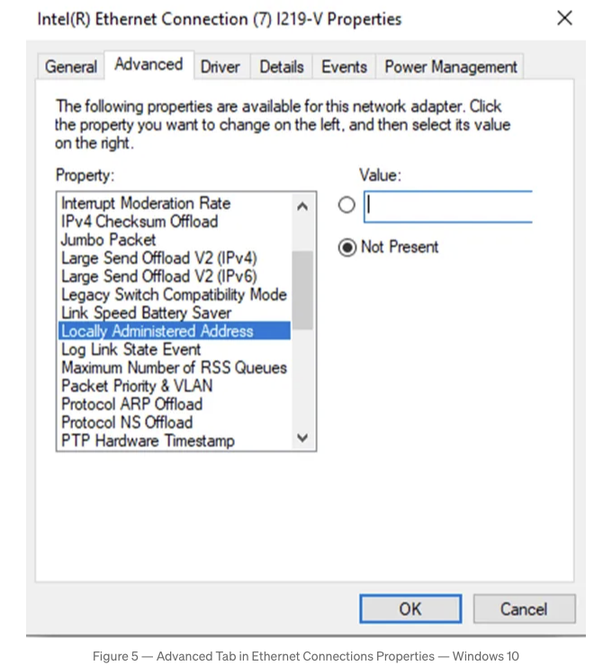 Intel(R) Ethernet Connection (7) I219-V Properties
General Advanced Driver Details Events Power Management
The following properties are available for this network adapter. Click
the property you want to change on the left, and then select its value
on the right.
Property: Value:
Interrupt Moderation Rate
IPv4 Checksum Offload
Jumbo Packet
Large Send Offload V2 (IPv4)
Large Send Offload V2 (IPv6)
Legacy Switch Compatibility Mode
Link Speed Battery Saver
Locally Administered Address
Log Link State Event
Maximum Number of RSS Queues
Packet Priority & VLAN
Protocol ARP Offload
Protocol NS Offload
PTP Hardware Timestamp
Not Present
OK Cancel
Figure 5 — Advanced Tab in Ethernet Connections Properties — Windows 10